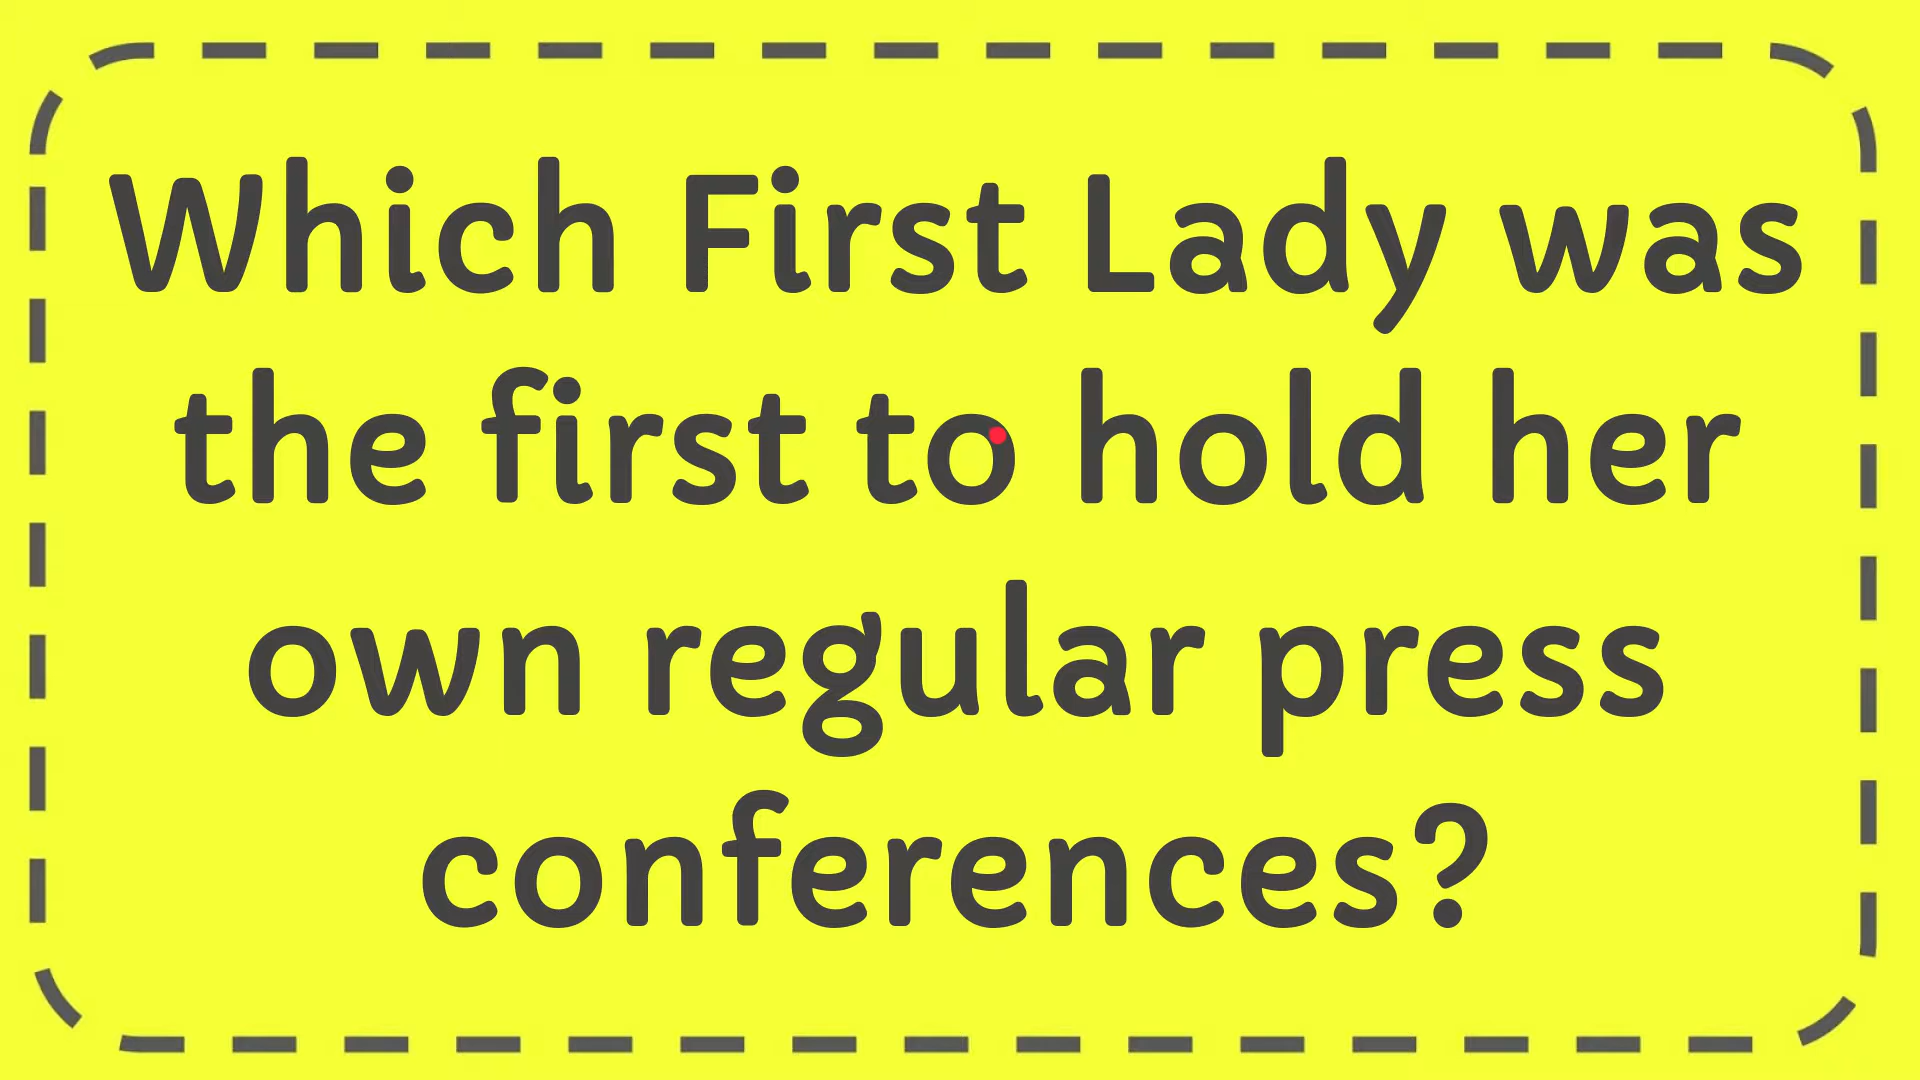 Which First Lady was
the first to hold her
own regular press
conferences?